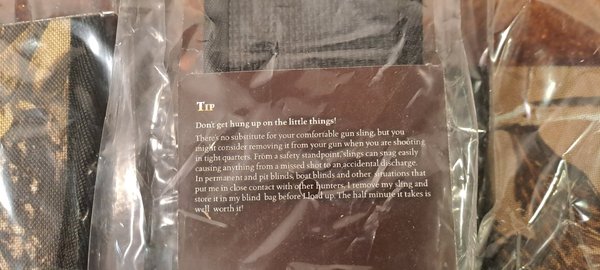 TIP
Don't get hung up on the little things!
There's no substitute for your comfortable gun sling, but you
might consider removing it from your gun when you are shooting
in tight quarters. From a safety standpoint, slings can snag easily
causing anything from a missed shot to an accidental discharge.
In permanent and pit blinds, boat blinds and other situations that
put me in close contact with other hunters, I remove my sling and
store it in my blind bag before I load up. The half minute it takes is
well worth it!